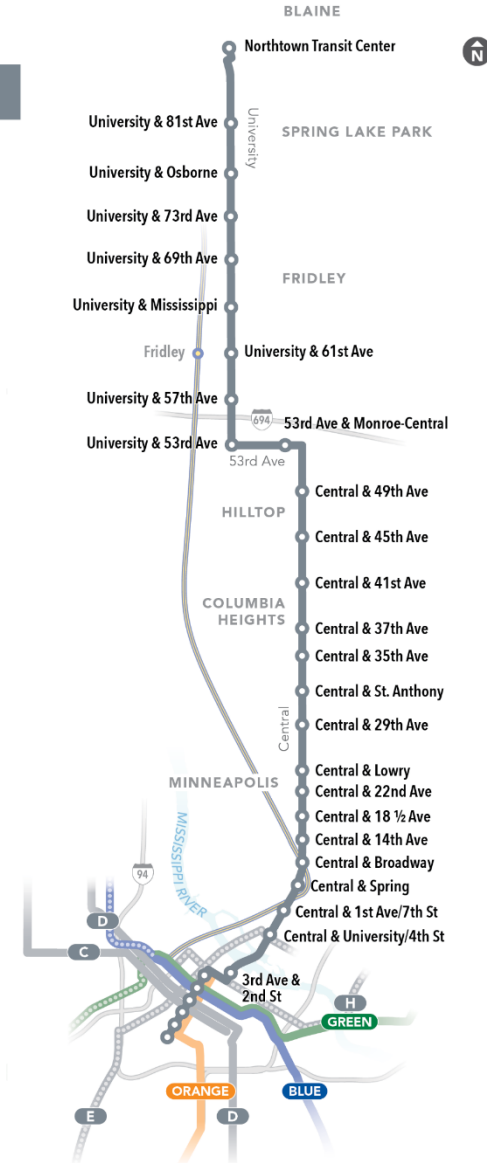 BLAINE
Northtown Transit Center
N
University & 81st Ave
University
SPRING LAKE PARK
University & Osborne
University & 73rd Ave
University & 69th Ave
FRIDLEY
University & Mississippi
Fridley
University & 61st Ave
University & 57th Ave
694
53rd Ave & Monroe-Central
University & 53rd Ave
53rd Ave
Central & 49th Ave
HILLTOP
Central & 45th Ave
Central & 41st Ave
COLUMBIA
HEIGHTS
Central & 37th Ave
Central & 35th Ave
Central & St. Anthony
Central
Central & 29th Ave
Central & Lowry
MINNEAPOLIS
Central & 22nd Ave
Central & 18 ½ Ave
Central & 14th Ave
MISSISSIPPI RIVER
Central & Broadway
94
Central & Spring
Central & 1st Ave/7th St
D
Central & University/4th St
C
3rd Ave &
2nd St
H
GREEN
ORANGE
BLUE
E
D